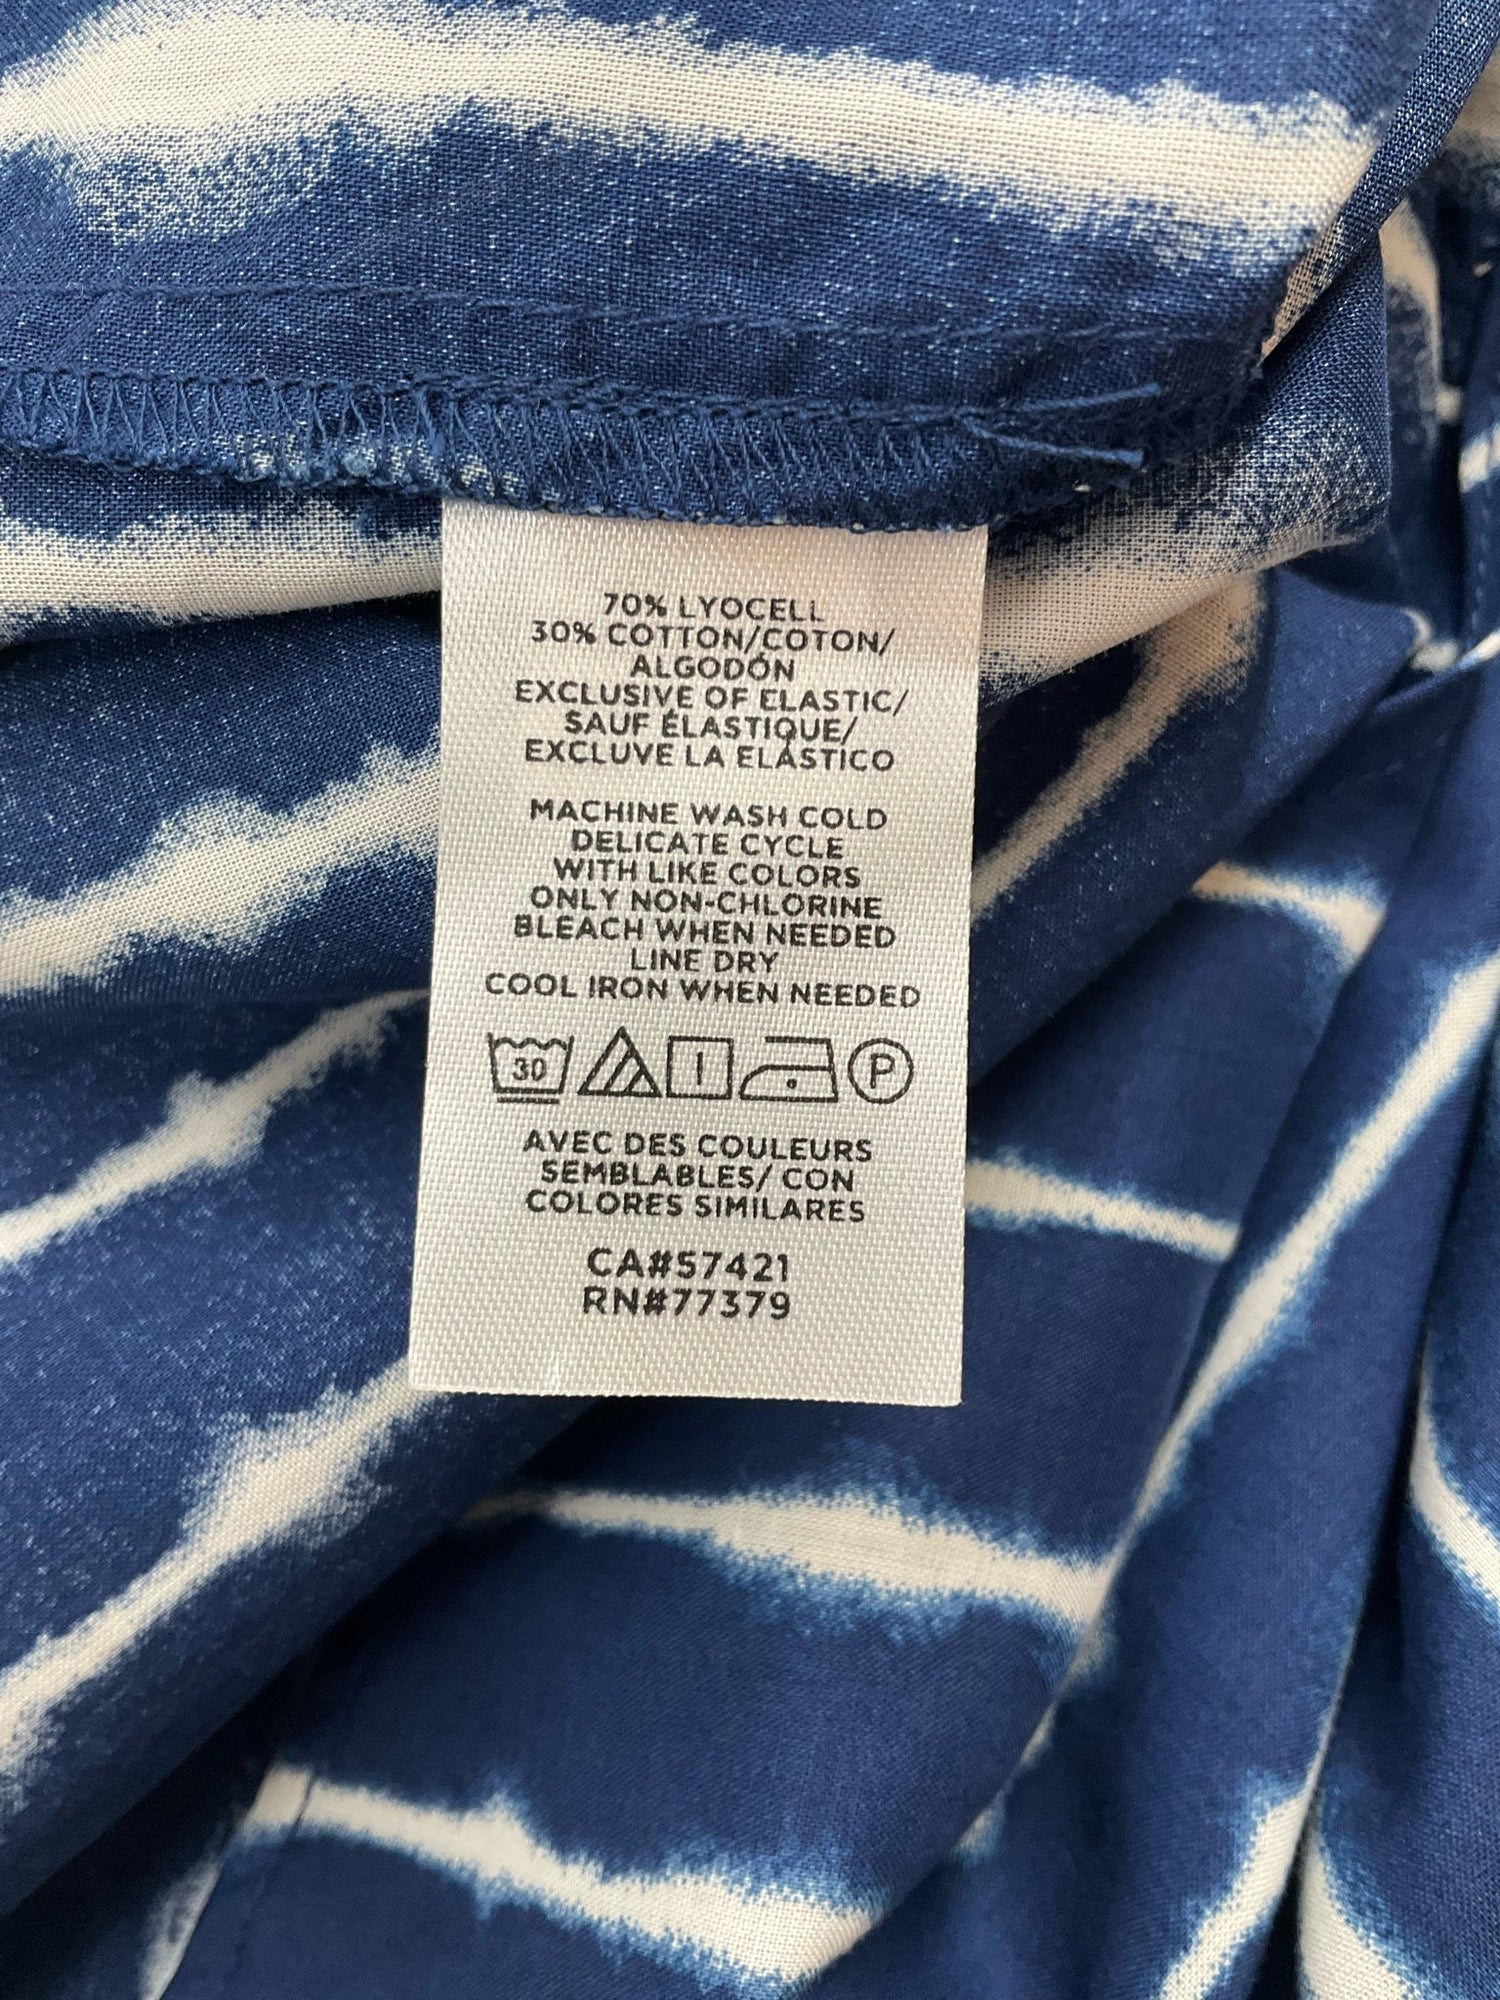 70% LYOCELL
30% COTTON/COTON/
ALGODÓN
EXCLUSIVE OF ELASTIC/
SAUF ÉLASTIQUE/
EXCLUVE LA ELÁSTICO
MACHINE WASH COLD
DELICATE CYCLE
WITH LIKE COLORS
ONLY NON-CHLORINE
BLEACH WHEN NEEDED
LINE DRY
COOL IRON WHEN NEEDED
30 P
AVEC DES COULEURS
SEMBLABLES/ CON
COLORES SIMILARES
CA#57421
RN#77379